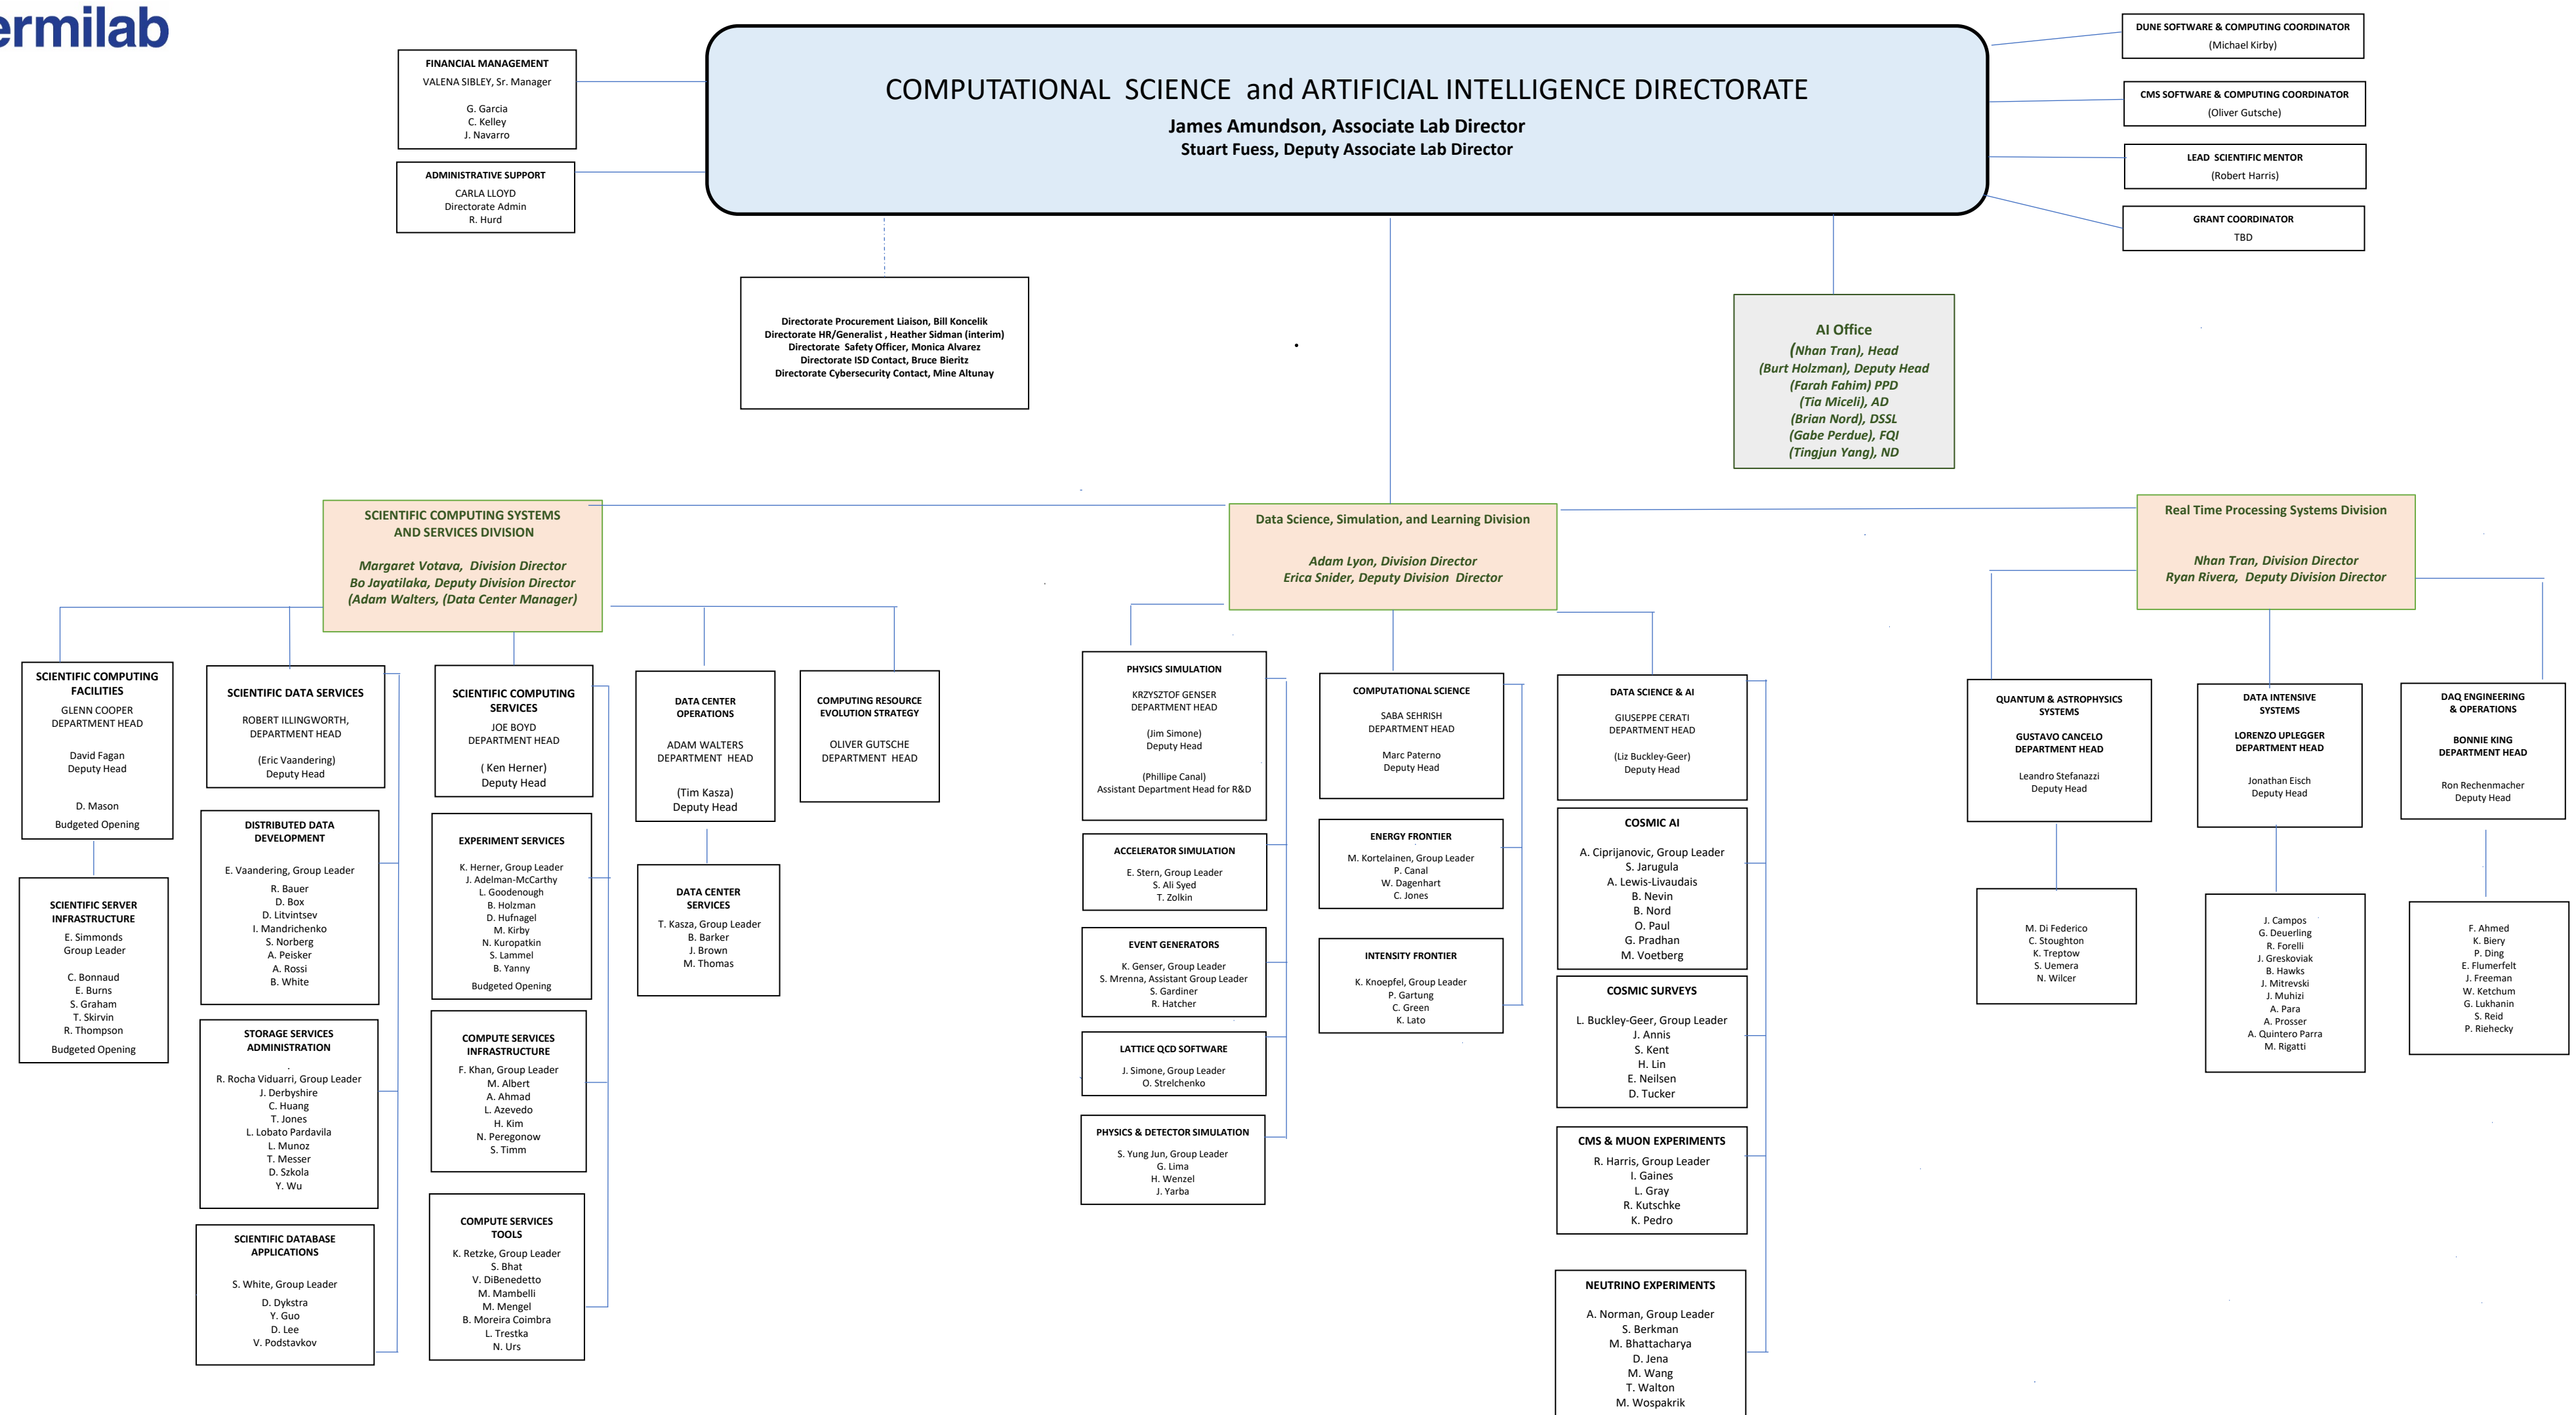 ermilab
FINANCIAL MANAGEMENT
VALENA SIBLEY, Sr. Manager
G. Garcia
C. Kelley
J. Navarro
ADMINISTRATIVE SUPPORT
CARLA LLOYD
Directorate Admin
R. Hurd
COMPUTATIONAL SCIENCE and ARTIFICIAL INTELLIGENCE DIRECTORATE
James Amundson, Associate Lab Director
Stuart Fuess, Deputy Associate Lab Director
DUNE SOFTWARE & COMPUTING COORDINATOR
(Michael Kirby)
CMS SOFTWARE & COMPUTING COORDINATOR
(Oliver Gutsche)
LEAD SCIENTIFIC MENTOR
(Robert Harris)
GRANT COORDINATOR
TBD
Directorate Procurement Liaison, Bill Koncelik
Directorate HR/Generalist , Heather Sidman (interim)
Directorate Safety Officer, Monica Alvarez
Directorate ISD Contact, Bruce Bieritz
Directorate Cybersecurity Contact, Mine Altunay
AI Office
(Nhan Tran), Head
(Burt Holzman), Deputy Head
(Farah Fahim) PPD
(Tia Miceli), AD
(Brian Nord), DSSL
(Gabe Perdue), FQI
(Tingjun Yang), ND
SCIENTIFIC COMPUTING SYSTEMS
AND SERVICES DIVISION
Margaret Votava, Division Director
Bo Jayatilaka, Deputy Division Director
(Adam Walters, (Data Center Manager)
Data Science, Simulation, and Learning Division
Adam Lyon, Division Director
Erica Snider, Deputy Division Director
Real Time Processing Systems Division
Nhan Tran, Division Director
Ryan Rivera, Deputy Division Director
SCIENTIFIC COMPUTING
FACILITIES
GLENN COOPER
DEPARTMENT HEAD
David Fagan
Deputy Head
D. Mason
Budgeted Opening
SCIENTIFIC SERVER
INFRASTRUCTURE
E. Simmonds
Group Leader
C. Bonnaud
E. Burns
S. Graham
T. Skirvin
R. Thompson
Budgeted Opening
SCIENTIFIC DATA SERVICES
ROBERT ILLINGWORTH,
DEPARTMENT HEAD
(Eric Vaandering)
Deputy Head
DISTRIBUTED DATA
DEVELOPMENT
E. Vaandering, Group Leader
R. Bauer
D. Box
D. Litvintsev
I. Mandrichenko
S. Norberg
A. Peisker
A. Rossi
B. White
STORAGE SERVICES
ADMINISTRATION
R. Rocha Viduarri, Group Leader
J. Derbyshire
C. Huang
T. Jones
L. Lobato Pardavila
L. Munoz
T. Messer
D. Szkola
Y. Wu
SCIENTIFIC DATABASE
APPLICATIONS
S. White, Group Leader
D. Dykstra
Y. Guo
D. Lee
V. Podstavkov
SCIENTIFIC COMPUTING
SERVICES
JOE BOYD
DEPARTMENT HEAD
( Ken Herner)
Deputy Head
EXPERIMENT SERVICES
K. Herner, Group Leader
J. Adelman-McCarthy
L. Goodenough
B. Holzman
D. Hufnagel
M. Kirby
N. Kuropatkin
S. Lammel
B. Yanny
Budgeted Opening
COMPUTE SERVICES
INFRASTRUCTURE
F. Khan, Group Leader
M. Albert
A. Ahmad
L. Azevedo
H. Kim
N. Peregonow
S. Timm
COMPUTE SERVICES
TOOLS
K. Retzke, Group Leader
S. Bhat
V. DiBenedetto
M. Mambelli
M. Mengel
B. Moreira Coimbra
L. Trestka
N. Urs
DATA CENTER
OPERATIONS
ADAM WALTERS
DEPARTMENT HEAD
(Tim Kasza)
Deputy Head
DATA CENTER
SERVICES
T. Kasza, Group Leader
B. Barker
J. Brown
M. Thomas
COMPUTING RESOURCE
EVOLUTION STRATEGY
OLIVER GUTSCHE
DEPARTMENT HEAD
PHYSICS SIMULATION
KRZYSZTOF GENSER
DEPARTMENT HEAD
(Jim Simone)
Deputy Head
(Phillipe Canal)
Assistant Department Head for R&D
ACCELERATOR SIMULATION
E. Stern, Group Leader
S. Ali Syed
T. Zolkin
EVENT GENERATORS
K. Genser, Group Leader
S. Mrenna, Assistant Group Leader
S. Gardiner
R. Hatcher
LATTICE QCD SOFTWARE
J. Simone, Group Leader
O. Strelchenko
PHYSICS & DETECTOR SIMULATION
S. Yung Jun, Group Leader
G. Lima
H. Wenzel
J. Yarba
COMPUTATIONAL SCIENCE
SABA SEHRISH
DEPARTMENT HEAD
Marc Paterno
Deputy Head
ENERGY FRONTIER
M. Kortelainen, Group Leader
P. Canal
W. Dagenhart
C. Jones
INTENSITY FRONTIER
K. Knoepfel, Group Leader
P. Gartung
C. Green
K. Lato
DATA SCIENCE & AI
GIUSEPPE CERATI
DEPARTMENT HEAD
(Liz Buckley-Geer)
Deputy Head
COSMIC AI
A. Ciprijanovic, Group Leader
S. Jarugula
A. Lewis-Livaudais
B. Nevin
B. Nord
O. Paul
G. Pradhan
M. Voetberg
COSMIC SURVEYS
L. Buckley-Geer, Group Leader
J. Annis
S. Kent
H. Lin
E. Neilsen
D. Tucker
CMS & MUON EXPERIMENTS
R. Harris, Group Leader
I. Gaines
L. Gray
R. Kutschke
K. Pedro
NEUTRINO EXPERIMENTS
A. Norman, Group Leader
S. Berkman
M. Bhattacharya
D. Jena
M. Wang
T. Walton
M. Wospakrik
QUANTUM & ASTROPHYSICS
SYSTEMS
GUSTAVO CANCELO
DEPARTMENT HEAD
Leandro Stefanazzi
Deputy Head
M. Di Federico
C. Stoughton
K. Treptow
S. Uemera
N. Wilcer
DATA INTENSIVE
SYSTEMS
LORENZO UPLEGGER
DEPARTMENT HEAD
Jonathan Eisch
Deputy Head
J. Campos
G. Deuerling
R. Forelli
J. Greskoviak
B. Hawks
J. Mitrevski
J. Muhizi
A. Para
A. Prosser
A. Quintero Parra
M. Rigatti
DAQ ENGINEERING
& OPERATIONS
BONNIE KING
DEPARTMENT HEAD
Ron Rechenmacher
Deputy Head
F. Ahmed
K. Biery
P. Ding
E. Flumerfelt
J. Freeman
W. Ketchum
G. Lukhanin
S. Reid
P. Riehecky